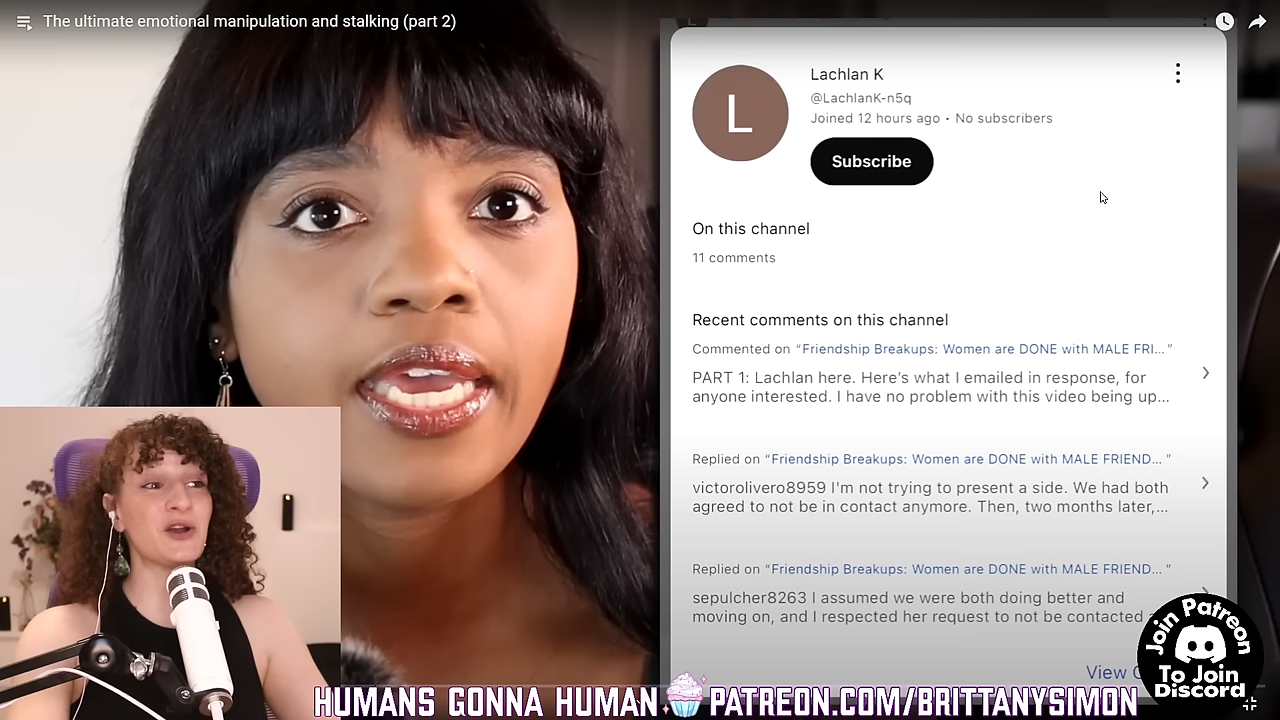 The ultimate emotional manipulation and stalking (part 2)
L
Lachlan K
@LachlanK-n5q
Joined 12 hours ago • No subscribers
Subscribe
On this channel
11 comments
Recent comments on this channel
Commented on “Friendship Breakups: Women are DONE with MALE FRI...”
PART 1: Lachlan here. Here's what I emailed in response, for
anyone interested. I have no problem with this video being up...
Replied on “Friendship Breakups: Women are DONE with MALE FRIEND... ”
victorolivero8959 I'm not trying to present a side. We had both
agreed to not be in contact anymore. Then, two months later,...
Replied on “Friendship Breakups: Women are DONE with MALE FRIEND... ”
sepulcher8263 I assumed we were both doing better and
moving on, and I respected her request to not be contacted
View
Join Patreon
To Join
Discord
HUMANS GONNA HUMAN PATREON.COM/BRITTANYSIMON